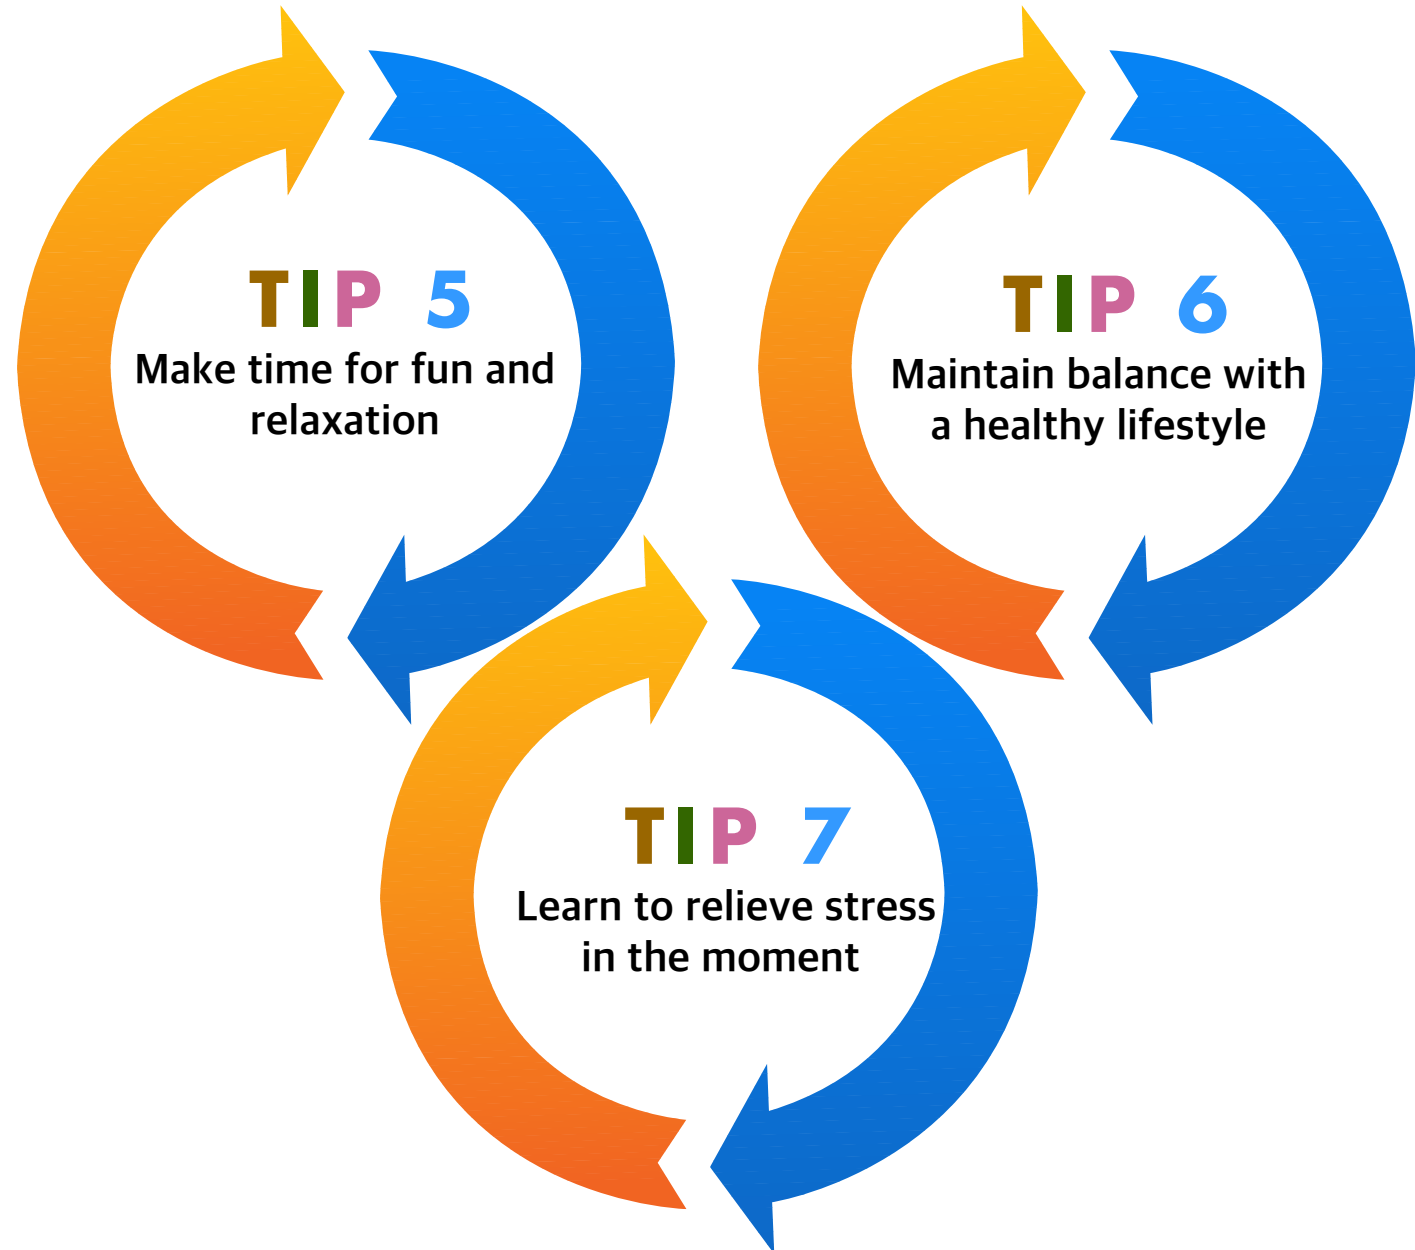 TIP 5
Make time for fun and
relaxation
TIP 6
Maintain balance with
a healthy lifestyle
TIP 7
Learn to relieve stress
in the moment